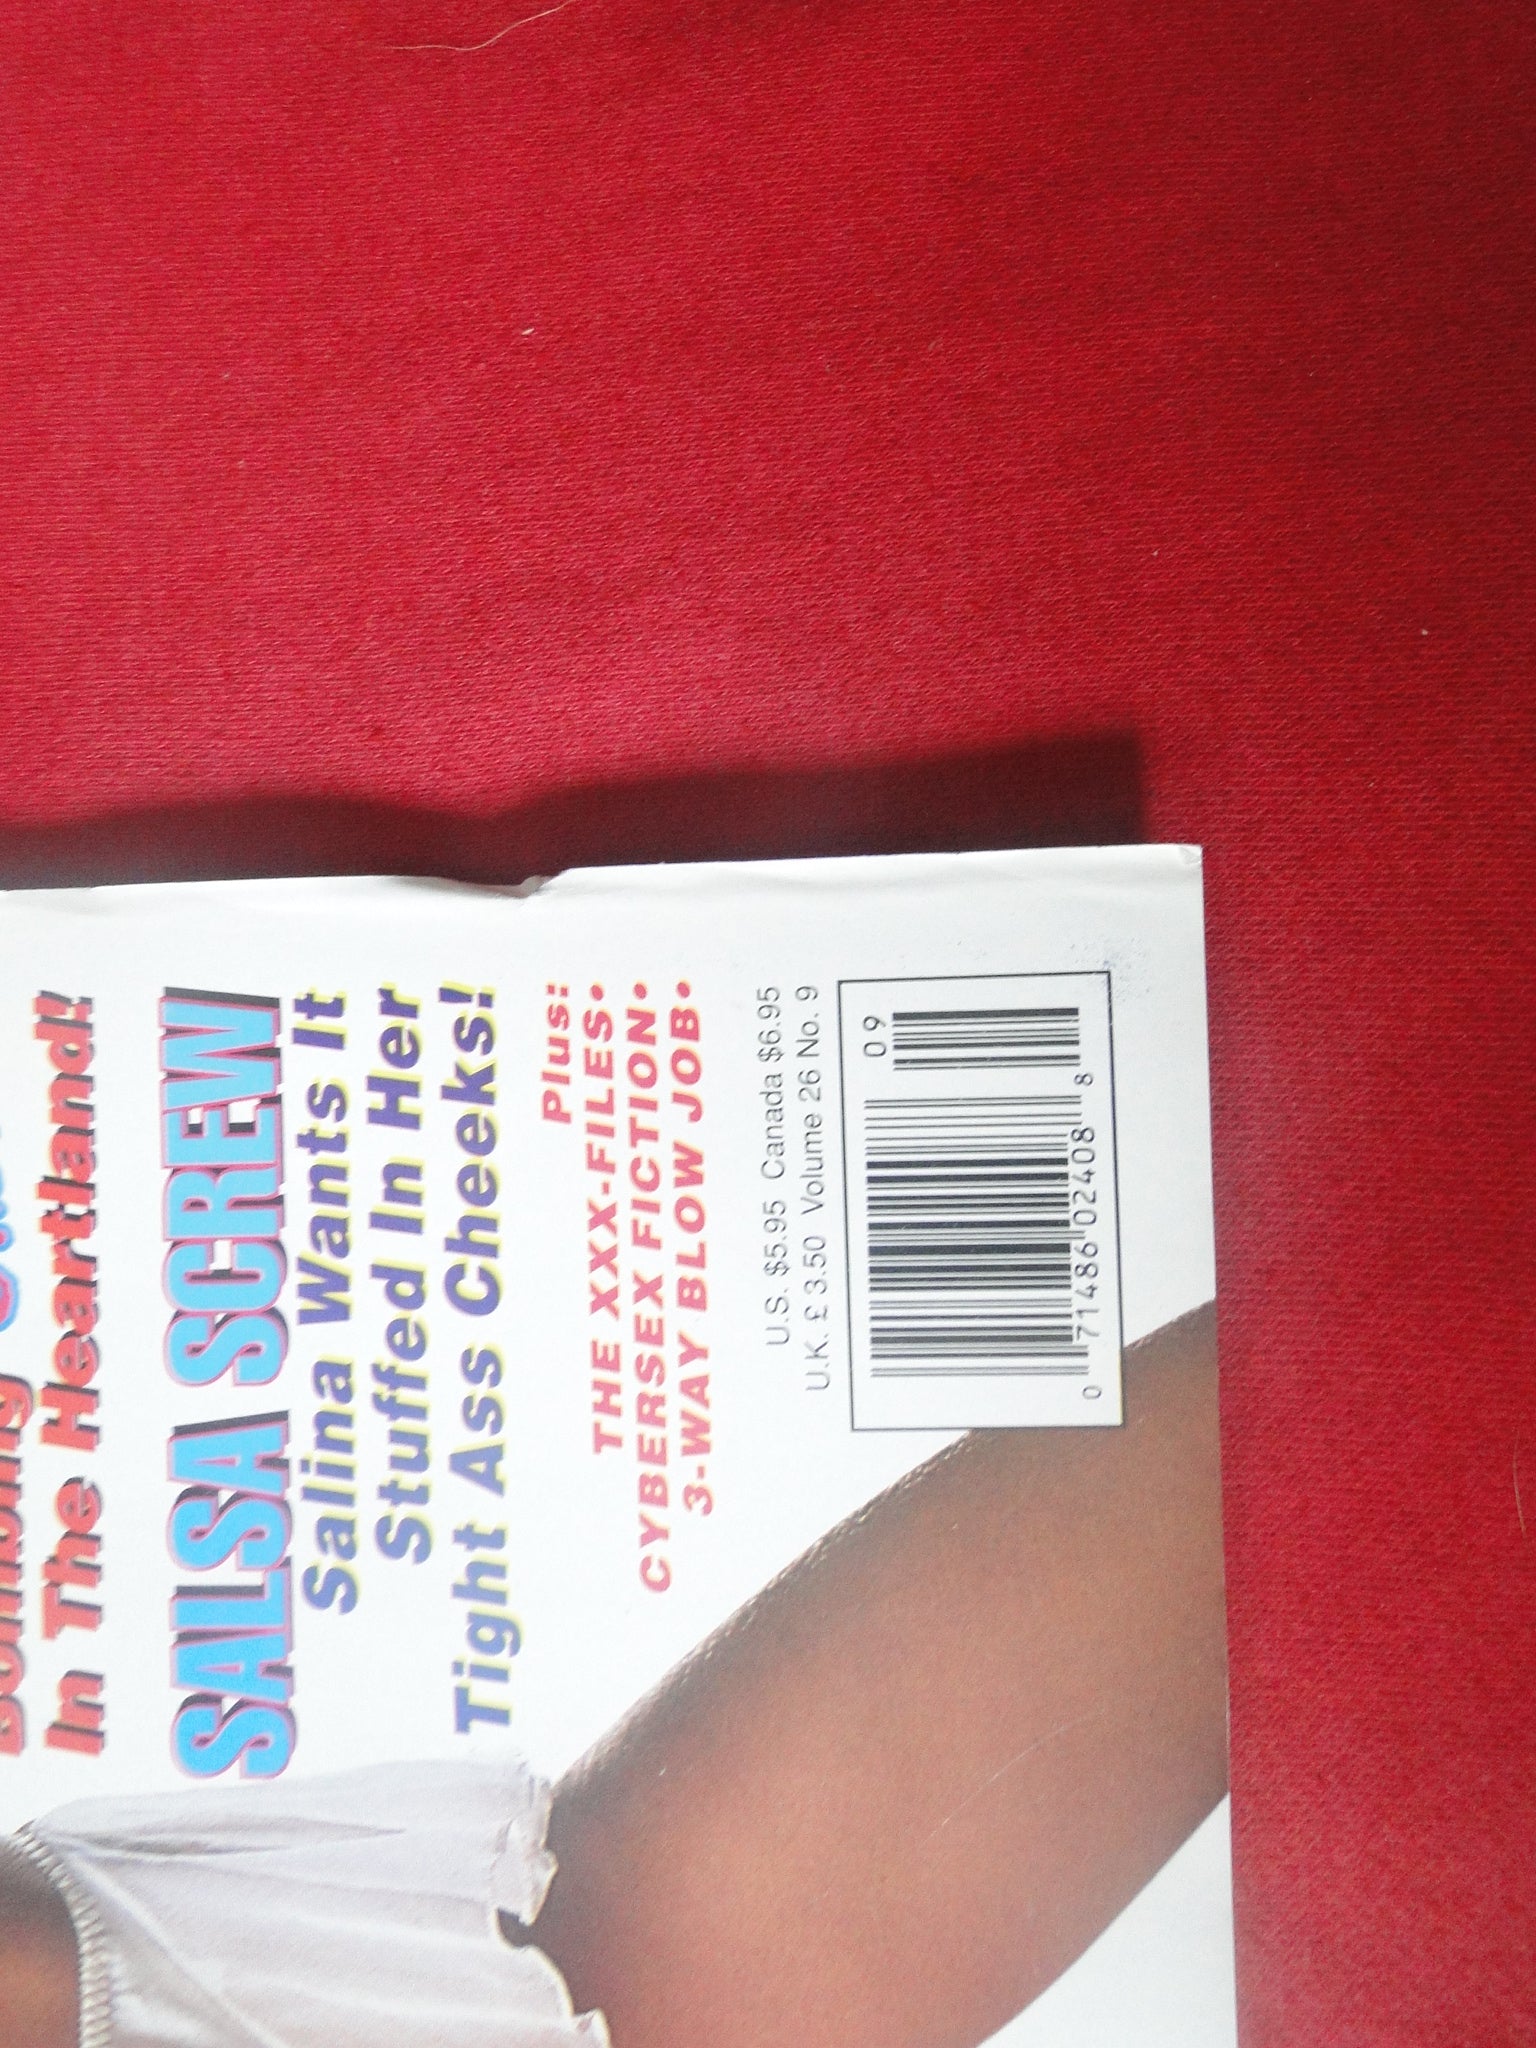 In The Heartland!
SALSA SCREW
Salina Wants It
Stuffed In Her
Tight Ass Cheeks!
Plus:
THE XXX-FILES•
CYBERSEX FICTION•
3-WAY BLOW JOB•
U.S. $5.95 Canada $6.95
U.K. £3.50 Volume 26 No. 9
09
0 71486 02408 8